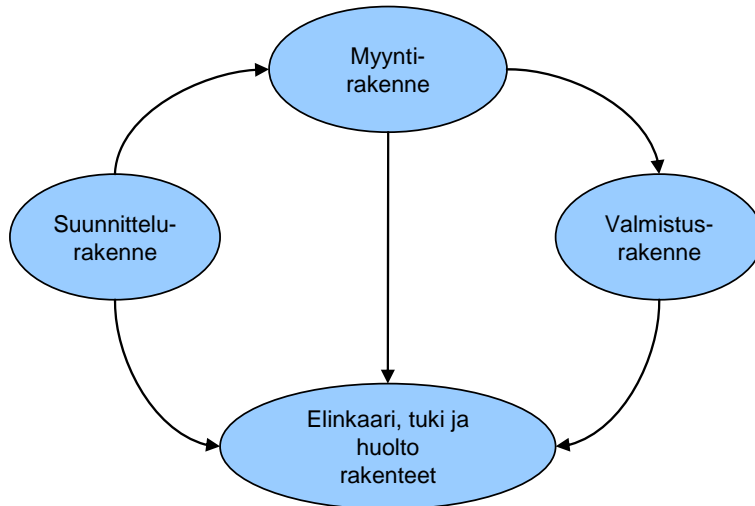 Myynti-
rakenne
Suunnittelu-
rakenne
Valmistus-
rakenne
Elinkaari, tuki ja
huolto
rakenteet